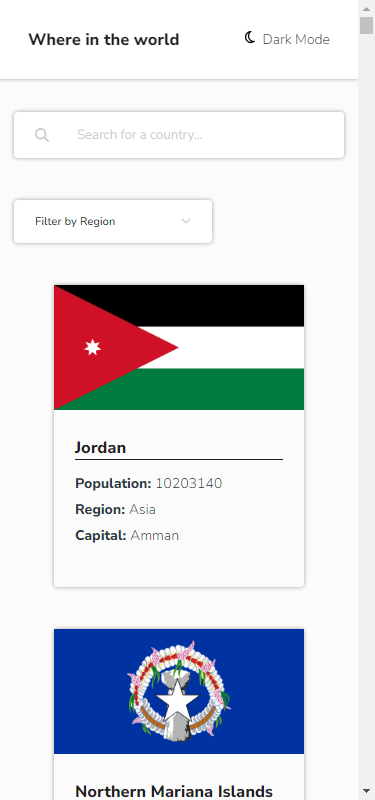 Where in the world
Dark Mode
Search for a country...
Filter by Region
Jordan
Population: 10203140
Region: Asia
Capital: Amman
Northern Mariana Islands